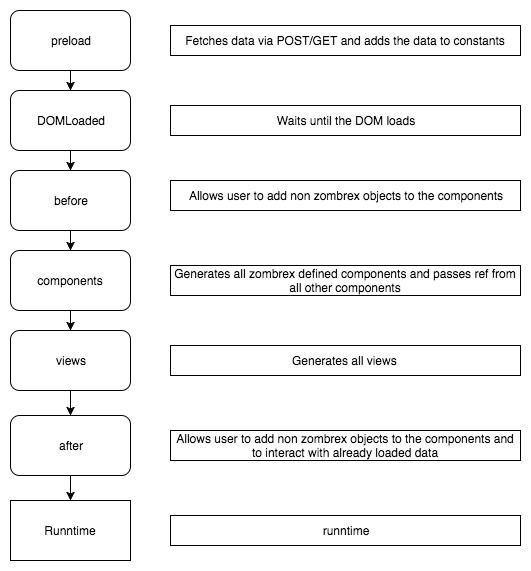 preload
Fetches data via POST/GET and adds the data to constants
DOMLoaded
Waits until the DOM loads
before
Allows user to add non zombrex objects to the components
components
Generates all zombrex defined components and passes ref from
all other components
views
Generates all views
after
Allows user to add non zombrex objects to the components and
to interact with already loaded data
Runntime
runntime